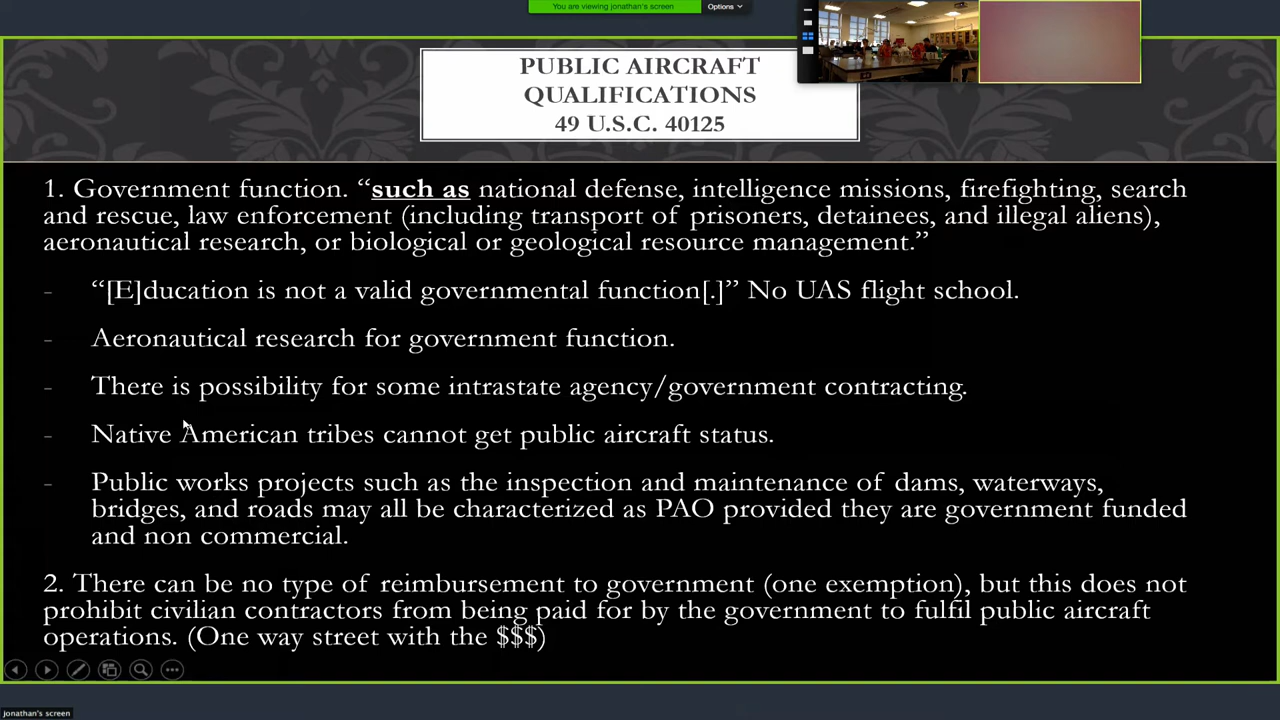 You are viewing jonathan's screen
Options
PUBLIC AIRCRAFT
QUALIFICATIONS
49 U.S.C. 40125
1. Government function. “such as national defense, intelligence missions, firefighting, search
and rescue, law enforcement (including transport of prisoners, detainees, and illegal aliens),
aeronautical research, or biological or geological resource management.”
- “[E]ducation is not a valid governmental function[.]” No UAS flight school.
- Aeronautical research for government function.
- There is possibility for some intrastate agency/government contracting.
- Native American tribes cannot get public aircraft status.
- Public works projects such as the inspection and maintenance of dams, waterways,
bridges, and roads may all be characterized as PAO provided they are government funded
and non commercial.
2. There can be no type of reimbursement to government (one exemption), but this does not
prohibit civilian contractors from being paid for by the government to fulfil public aircraft
operations. (One way street with the $$$)
jonathan's screen